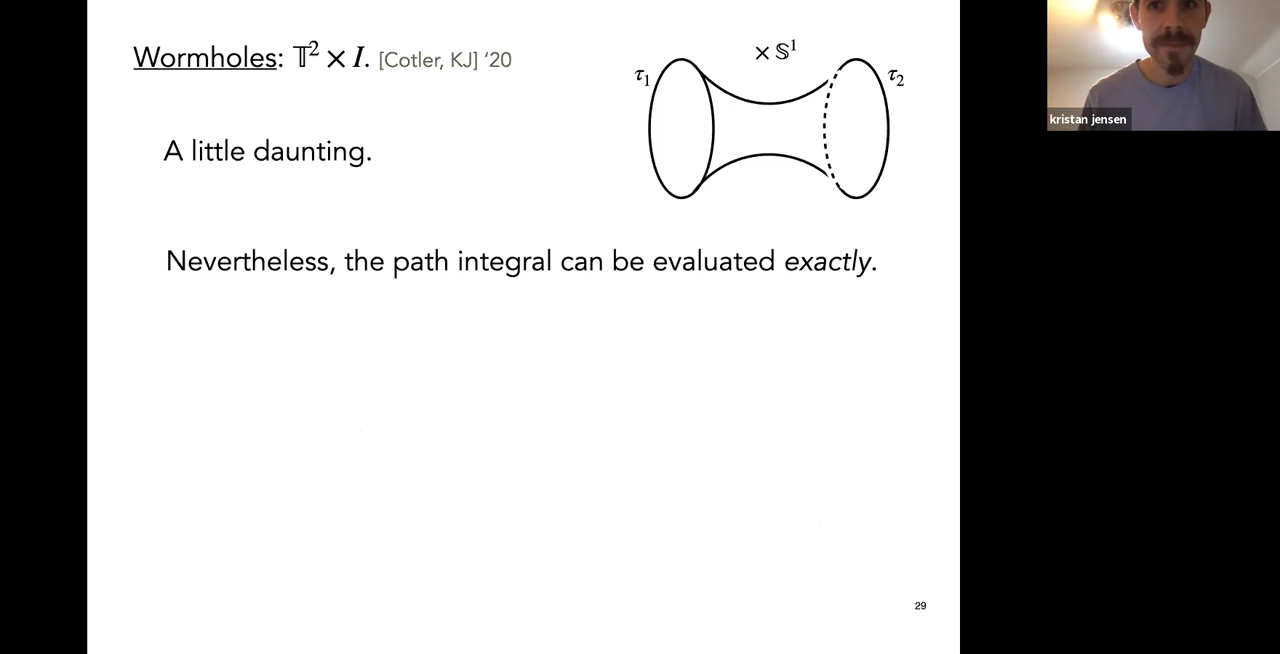 Wormholes: 𝕋² × I. [Cotler, KJ] ‘20
× 𝕊¹
τ₁
τ₂
kristan jensen
A little daunting.
Nevertheless, the path integral can be evaluated exactly.
29